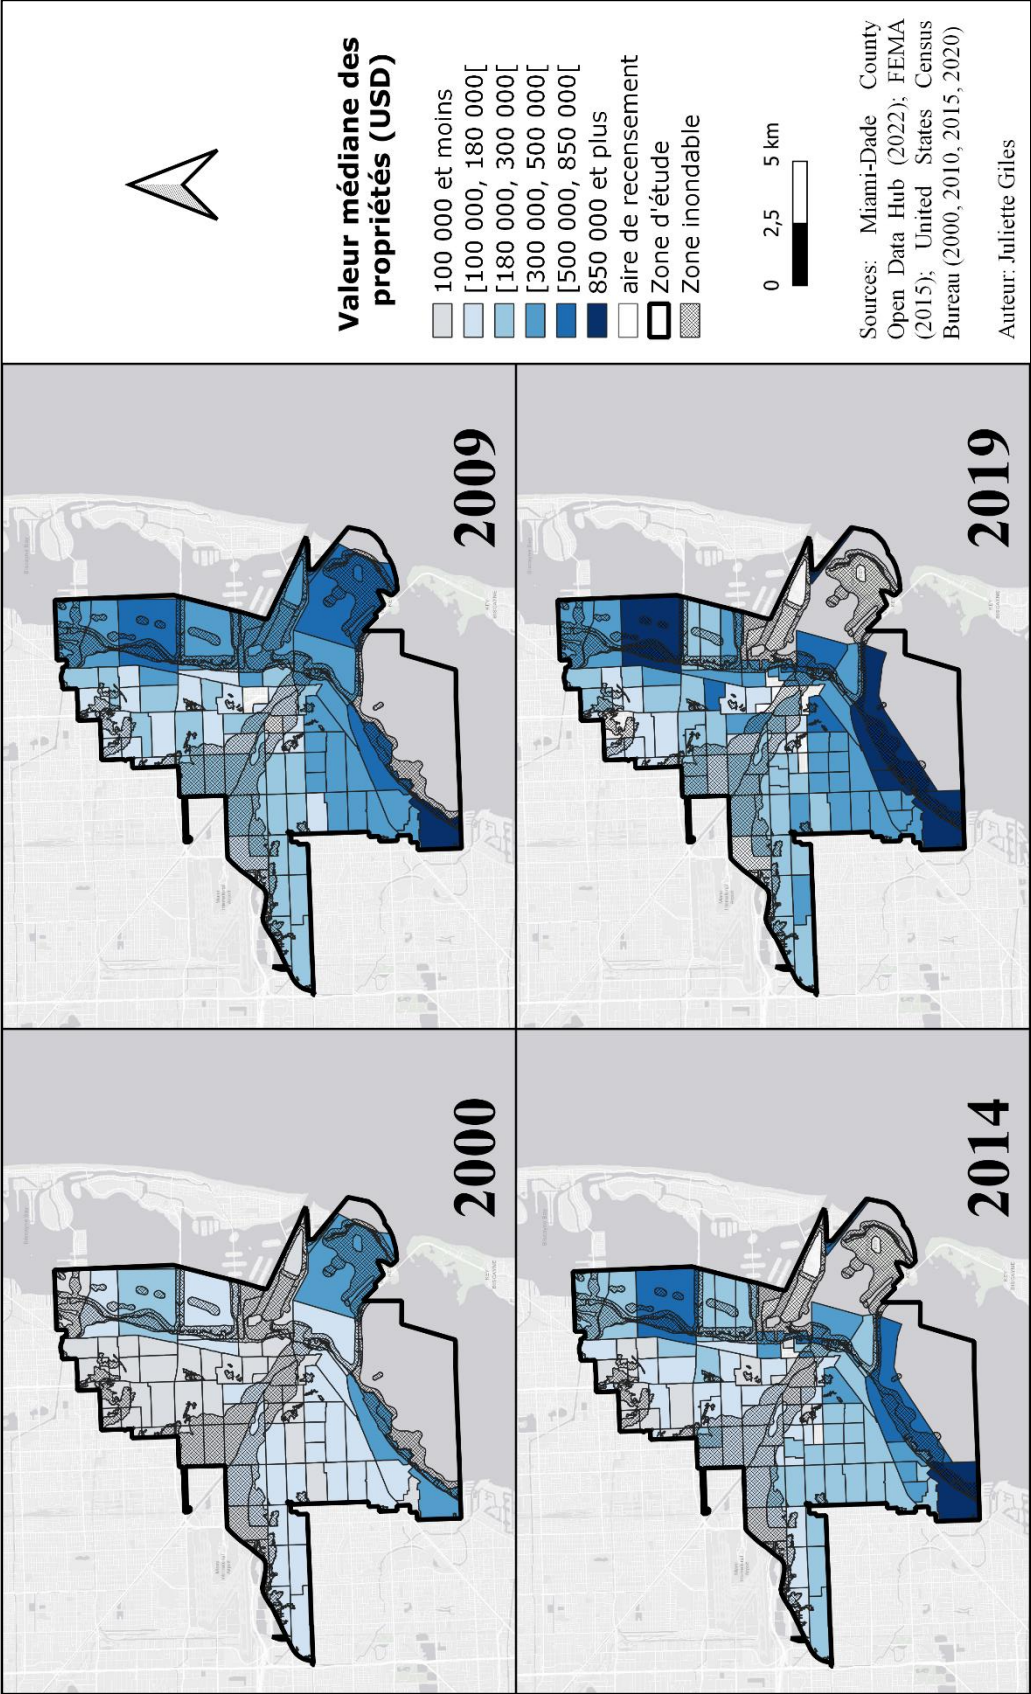 2000
2009
2014
2019
Valeur médiane des
propriétés (USD)
100 000 et moins
[100 000, 180 000[
[180 000, 300 000[
[300 000, 500 000[
[500 000, 850 000[
850 000 et plus
aire de recensement
Zone d'étude
Zone inondable
0 2,5 5 km
Sources: Miami-Dade County
Open Data Hub (2022); FEMA
(2015); United States Census
Bureau (2000, 2010, 2015, 2020)
Auteur: Juliette Giles